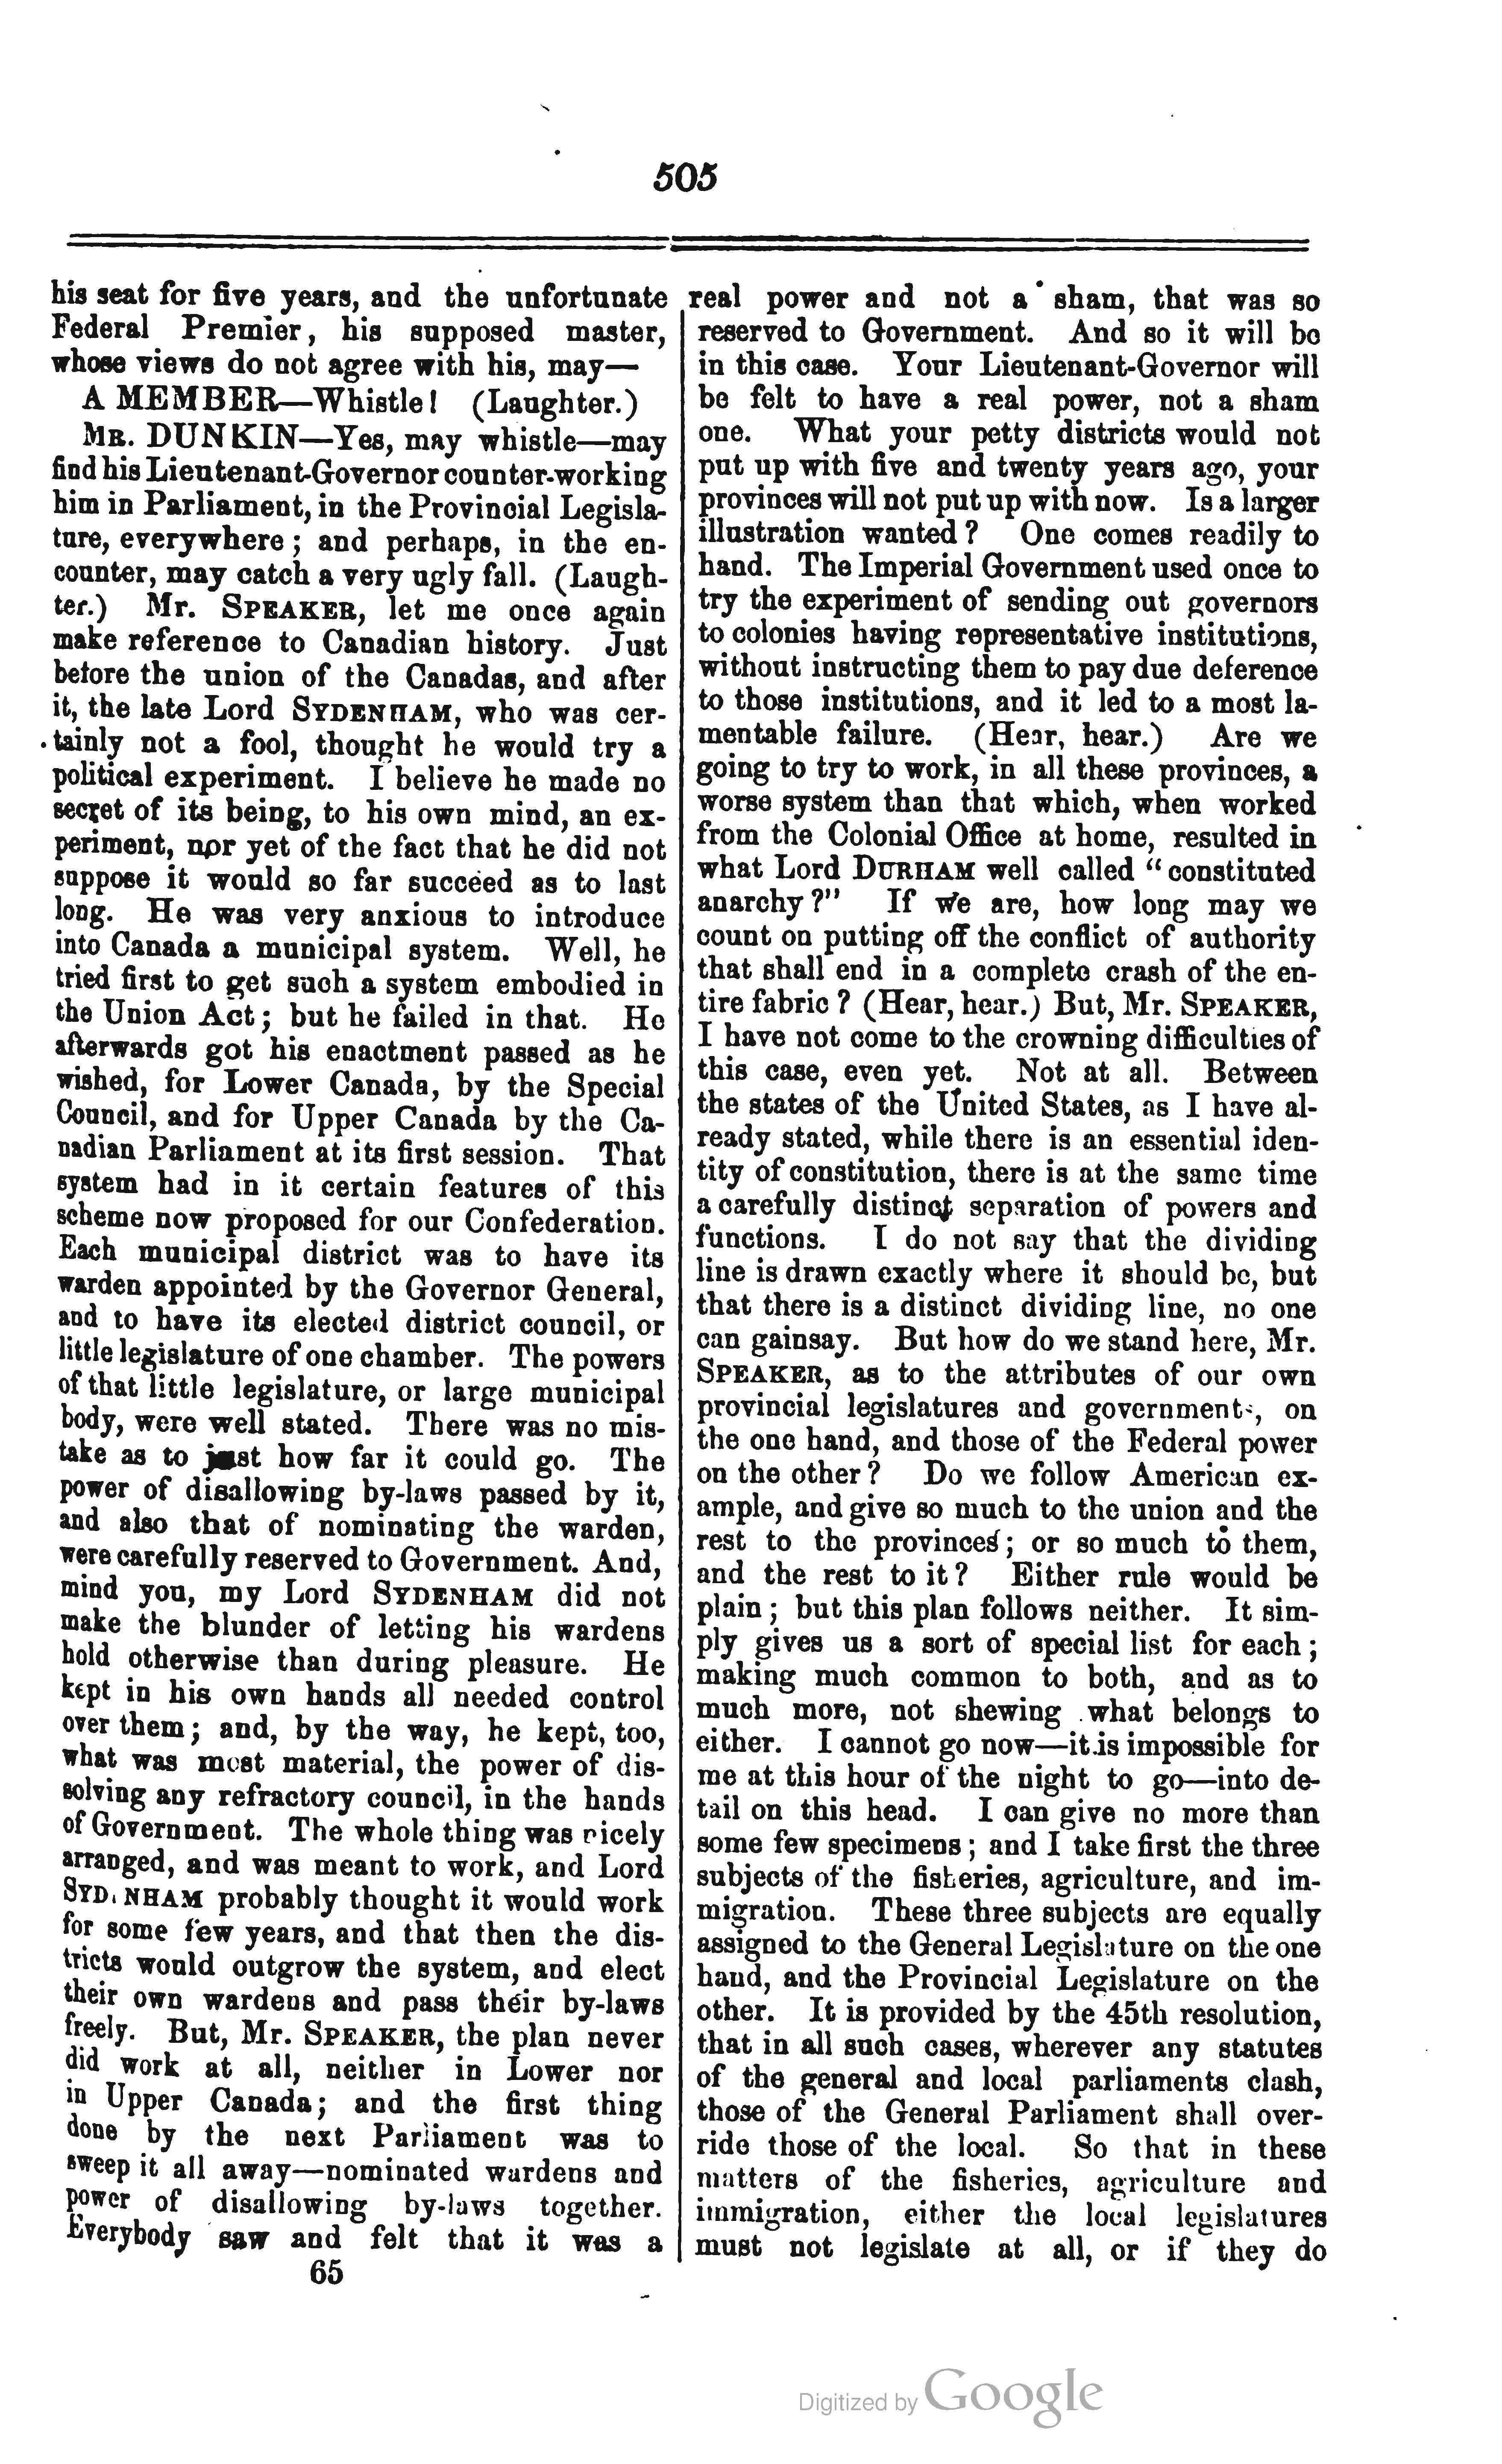 505
his seat for five years, and the unfortunate
Federal Premier, his supposed master,
whose views do not agree with his, may—
A MEMBER—Whistle! (Laughter.)
MR. DUNKIN—Yes, may whistle—may
find his Lieutenant-Governor counter-working
him in Parliament, in the Provincial Legisla-
ture, everywhere; and perhaps, in the en-
counter, may catch a very ugly fall. (Laugh-
ter.) Mr. SPEAKER, let me once again
make reference to Canadian history. Just
before the union of the Canadas, and after
it, the late Lord SYDENHAM, who was cer-
tainly not a fool, thought he would try a
political experiment. I believe he made no
secret of its being, to his own mind, an ex-
periment, nor yet of the fact that he did not
suppose it would so far succeed as to last
long. He was very anxious to introduce
into Canada a municipal system. Well, he
tried first to get such a system embodied in
the Union Act; but he failed in that. He
afterwards got his enactment passed as he
wished, for Lower Canada, by the Special
Council, and for Upper Canada by the Ca-
nadian Parliament at its first session. That
system had in it certain features of this
scheme now proposed for our Confederation.
Each municipal district was to have its
warden appointed by the Governor General,
and to have its elected district council, or
little legislature of one chamber. The powers
of that little legislature, or large municipal
body, were well stated. There was no mis-
take as to just how far it could go. The
power of disallowing by-laws passed by it,
and also that of nominating the warden,
were carefully reserved to Government. And,
mind you, my Lord SYDENHAM did not
make the blunder of letting his wardens
hold otherwise than during pleasure. He
kept in his own hands all needed control
over them; and, by the way, he kept, too,
what was most material, the power of dis-
solving any refractory council, in the hands
of Government. The whole thing was nicely
arranged, and was meant to work, and Lord
SYDENHAM probably thought it would work
for some few years, and that then the dis-
tricts would outgrow the system, and elect
their own wardens and pass their by-laws
freely. But, Mr. SPEAKER, the plan never
did work at all, neither in Lower nor
in Upper Canada; and the first thing
done by the next Parliament was to
sweep it all away—nominated wardens and
power of disallowing by-laws together.
Everybody saw and felt that it was a
65
real power and not a sham, that was so
reserved to Government. And so it will be
in this case. Your Lieutenant-Governor will
be felt to have a real power, not a sham
one. What your petty districts would not
put up with five and twenty years ago, your
provinces will not put up with now. Is a larger
illustration wanted? One comes readily to
hand. The Imperial Government used once to
try the experiment of sending out governors
to colonies having representative institutions,
without instructing them to pay due deference
to those institutions, and it led to a most la-
mentable failure. (Hear, hear.) Are we
going to try to work, in all these provinces, a
worse system than that which, when worked
from the Colonial Office at home, resulted in
what Lord DURHAM well called "constituted
anarchy?" If we are, how long may we
count on putting off the conflict of authority
that shall end in a complete crash of the en-
tire fabric? (Hear, hear.) But, Mr. SPEAKER,
I have not come to the crowning difficulties of
this case, even yet. Not at all. Between
the states of the United States, as I have al-
ready stated, while there is an essential iden-
tity of constitution, there is at the same time
a carefully distinct separation of powers and
functions. I do not say that the dividing
line is drawn exactly where it should be, but
that there is a distinct dividing line, no one
can gainsay. But how do we stand here, Mr.
SPEAKER, as to the attributes of our own
provincial legislatures and governments, on
the one hand, and those of the Federal power
on the other? Do we follow American ex-
ample, and give so much to the union and the
rest to the provinces; or so much to them,
and the rest to it? Either rule would be
plain; but this plan follows neither. It sim-
ply gives us a sort of special list for each;
making much common to both, and as to
much more, not shewing what belongs to
either. I cannot go now—it is impossible for
me at this hour of the night to go—into de-
tail on this head. I can give no more than
some few specimens; and I take first the three
subjects of the fisheries, agriculture, and im-
migration. These three subjects are equally
assigned to the General Legislature on the one
hand, and the Provincial Legislature on the
other. It is provided by the 45th resolution,
that in all such cases, wherever any statutes
of the general and local parliaments clash,
those of the General Parliament shall over-
ride those of the local. So that in these
matters of the fisheries, agriculture and
immigration, either the local legislatures
must not legislate at all, or if they do
Digitized by Google